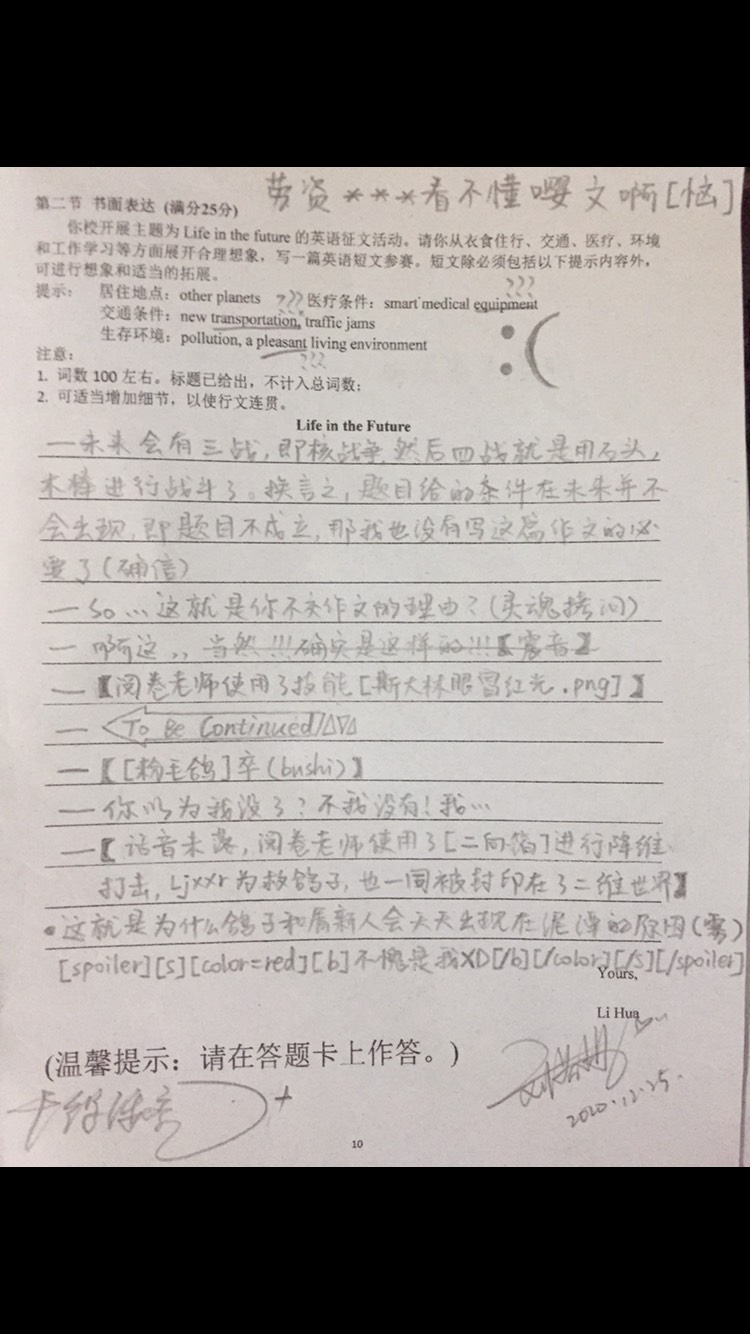 劳资***看不懂嘤文啊[恼]
第二节 书面表达 (满分25分)
你校开展主题为 Life in the future 的英语征文活动。请你从衣食住行、交通、医疗、环境
和工作学习等方面展开合理想象，写一篇英语短文参赛。短文除必须包括以下提示内容外，
可进行想象和适当的拓展。
提示： 居住地点：other planets ??? 医疗条件：smart medical equipment ???
交通条件：new transportation, traffic jams
生存环境：pollution, a pleasant living environment
???
:(
注意：
1. 词数 100 左右。标题已给出，不计入总词数；
2. 可适当增加细节，以使行文连贯。
Life in the Future
—未来会有三战，即核战争，然后四战就是用石头，
木棒进行战斗了。换言之，题目给的条件在未来并不
会出现，即题目不成立，那我也没有写这篇作文的必
要了(确信)
—So...这就是你不交作文的理由？(灵魂拷问)
—啊这,,当然!!!确实是这样的!!!【震音】
—【阅卷老师使用了技能[斯大林眼冒红光.png]】
—To Be Continued/△▽△
—【[粉毛鸽]卒(bushi)】
—你以为我没了？不我没有！我...
—【话音未落，阅卷老师使用了[二向箔]进行降维
打击，Ljxxr为救鸽子，也一同被封印在了二维世界】
•这就是为什么鸽子和屑新人会天天出现在泥潭的原因(雾)
[spoiler][s][color=red][b]不愧是我XD[/b][/color][/s][/spoiler]
Yours,
Li Hua
(温馨提示：请在答题卡上作答。)
2020.12.25.
10